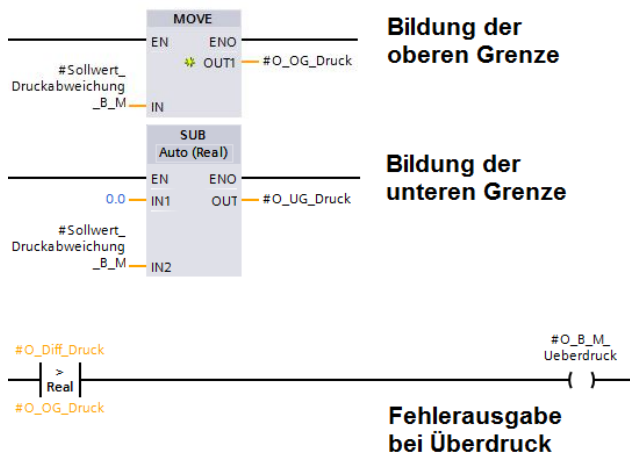 MOVE
EN ENO
OUT1 #O_OG_Druck
#Sollwert_
Druckabweichung
_B_M IN
Bildung der
oberen Grenze
SUB
Auto (Real)
EN ENO
0.0 IN1 OUT #O_UG_Druck
#Sollwert_
Druckabweichung
_B_M IN2
Bildung der
unteren Grenze
#O_Diff_Druck
>
Real
#O_OG_Druck
#O_B_M_
Ueberdruck
( )
Fehlerausgabe
bei Überdruck